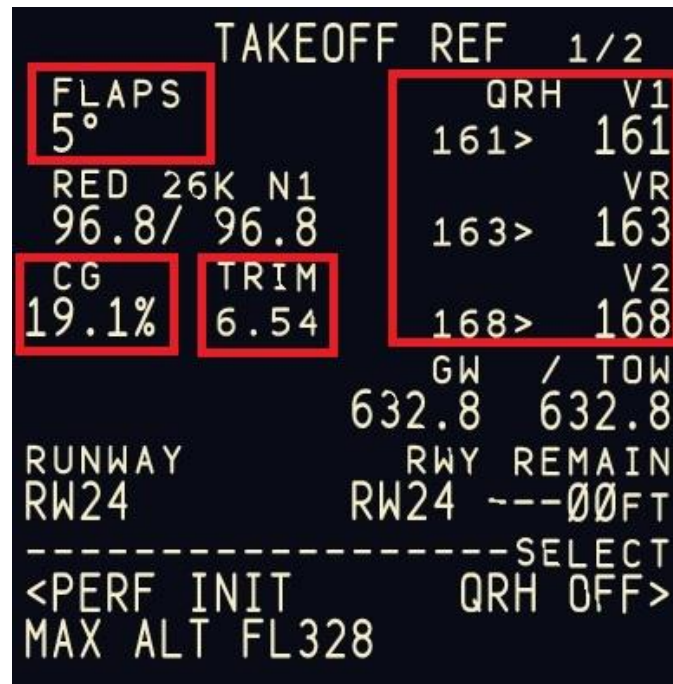 TAKEOFF REF 1/2
FLAPS QRH V1
5° 161> 161
RED 26K N1 VR
96.8/ 96.8 163> 163
CG TRIM V2
19.1% 6.54 168> 168
GW / TOW
632.8 632.8
RUNWAY RWY REMAIN
RW24 RW24 ---00FT
--------------------SELECT
<PERF INIT QRH OFF>
MAX ALT FL328